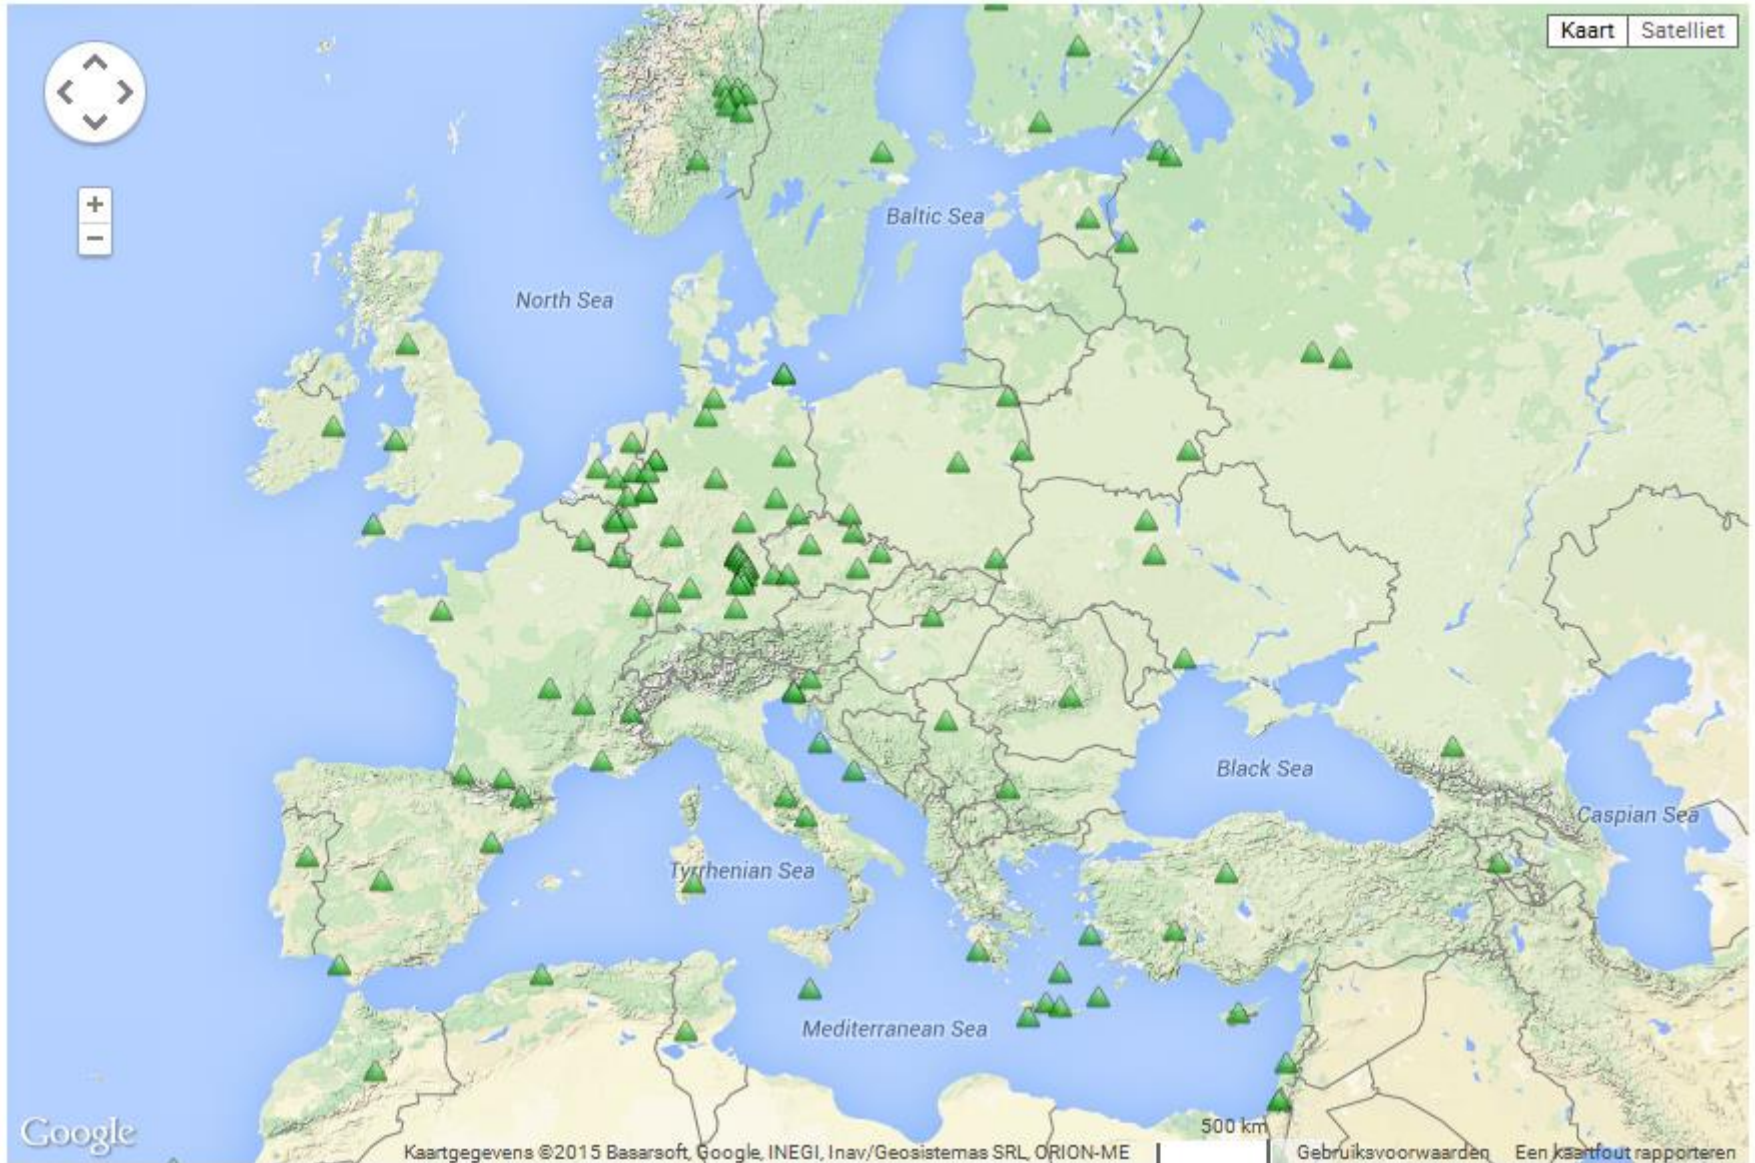 Kaart Satelliet
+
−
Baltic Sea
North Sea
Black Sea
Caspian Sea
Tyrrhenian Sea
Mediterranean Sea
500 km
Google
Kaartgegevens ©2015 Basarsoft, Google, INEGI, Inav/Geosistemas SRL, ORION-ME
Gebruiksvoorwaarden Een kaartfout rapporteren